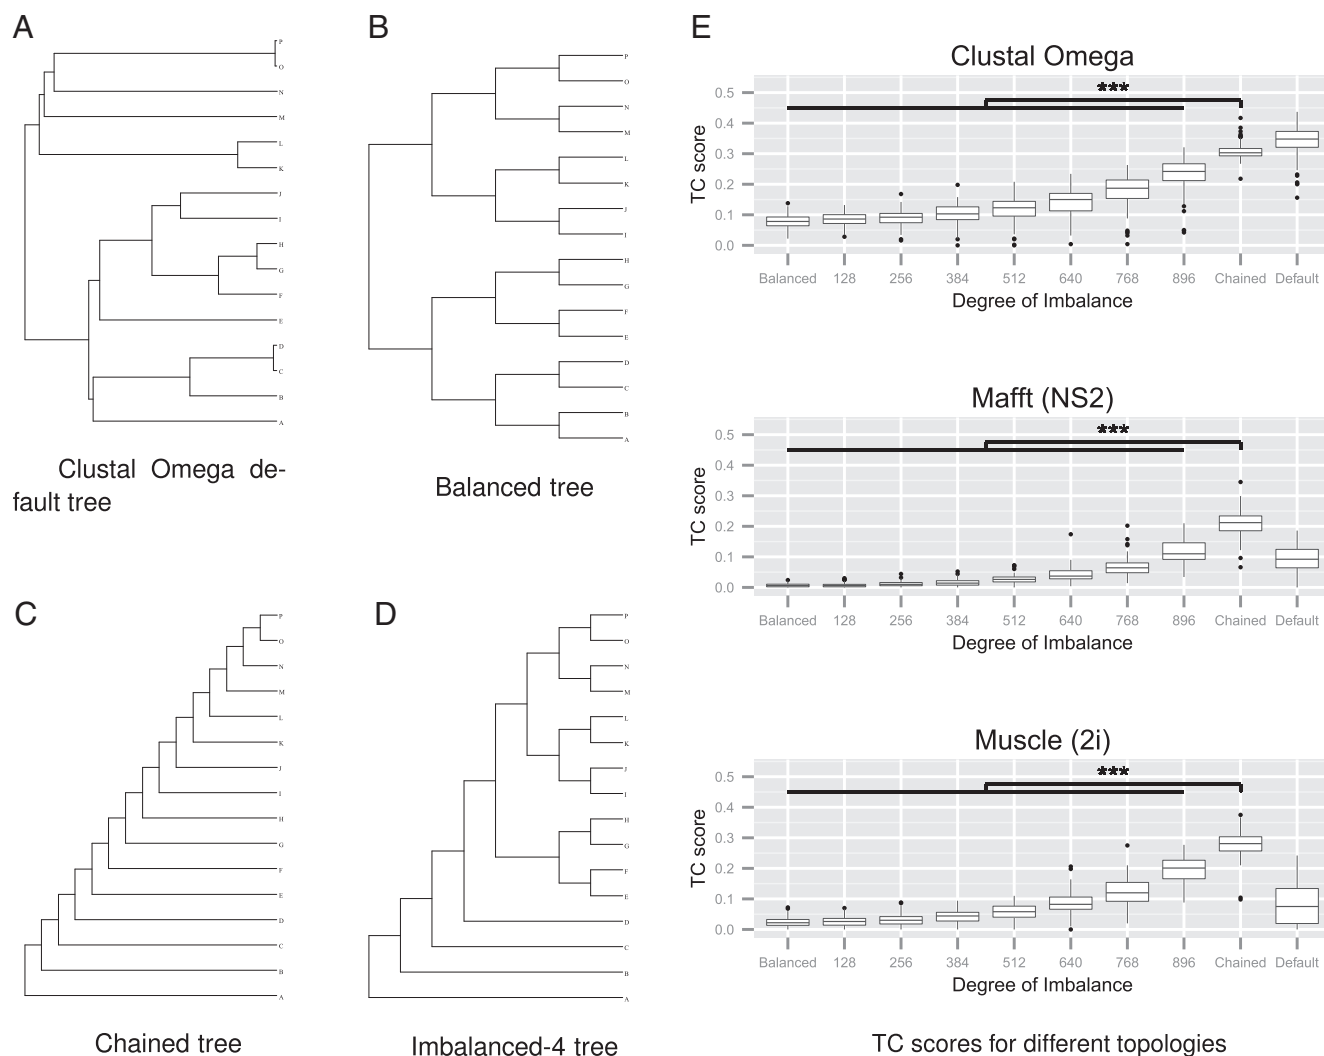 A
P
O
N
M
L
K
J
I
H
G
F
E
D
C
B
A
Clustal Omega de-
fault tree
B
P
O
N
M
L
K
J
I
H
G
F
E
D
C
B
A
Balanced tree
C
P
O
N
M
L
K
J
I
H
G
F
E
D
C
B
A
Chained tree
D
P
O
N
M
L
K
J
I
H
G
F
E
D
C
B
A
Imbalanced-4 tree
E
Clustal Omega
***
TC score
0.5
0.4
0.3
0.2
0.1
0.0
Balanced 128 256 384 512 640 768 896 Chained Default
Degree of Imbalance
Mafft (NS2)
***
TC score
0.5
0.4
0.3
0.2
0.1
0.0
Balanced 128 256 384 512 640 768 896 Chained Default
Degree of Imbalance
Muscle (2i)
***
TC score
0.5
0.4
0.3
0.2
0.1
0.0
Balanced 128 256 384 512 640 768 896 Chained Default
Degree of Imbalance
TC scores for different topologies